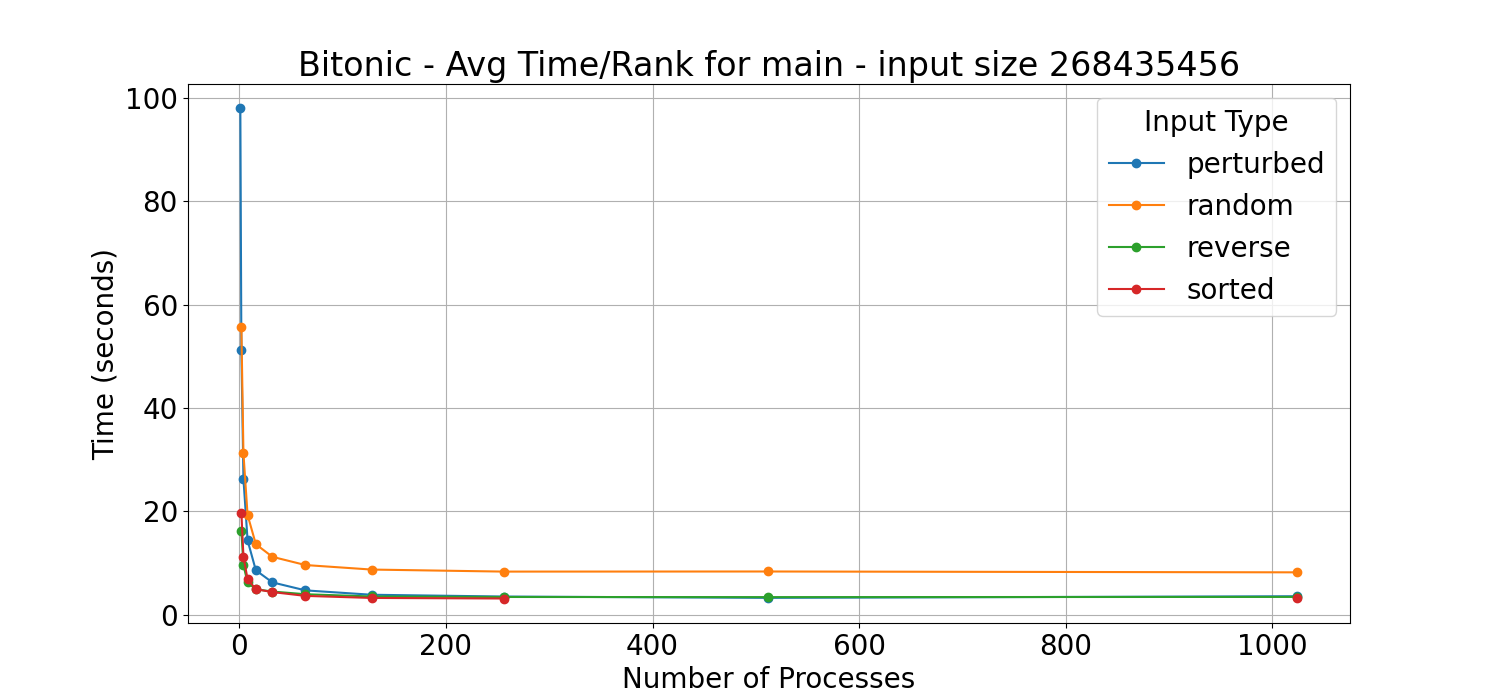 Bitonic - Avg Time/Rank for main - input size 268435456
Time (seconds)
100
80
60
40
20
0
0 200 400 600 800 1000
Number of Processes
Input Type
perturbed
random
reverse
sorted